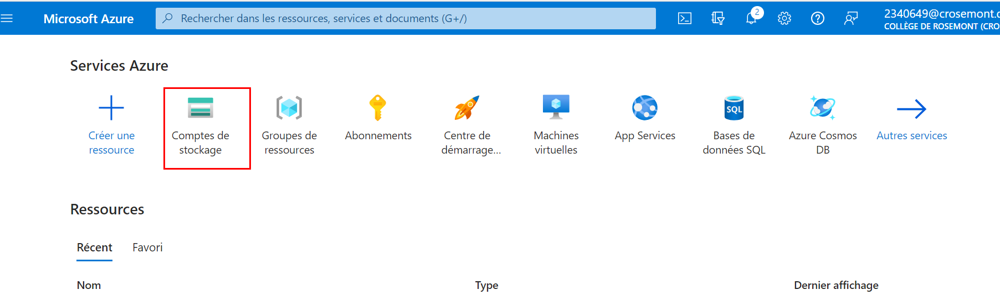 Microsoft Azure
Rechercher dans les ressources, services et documents (G+/)
2
2340649@crosemont.
COLLÈGE DE ROSEMONT (CRO
Services Azure
Créer une
ressource
Comptes de
stockage
Groupes de
ressources
Abonnements
Centre de
démarrage...
Machines
virtuelles
App Services
SQL
Bases de
données SQL
Azure Cosmos
DB
Autres services
Ressources
Récent
Favori
Nom
Type
Dernier affichage